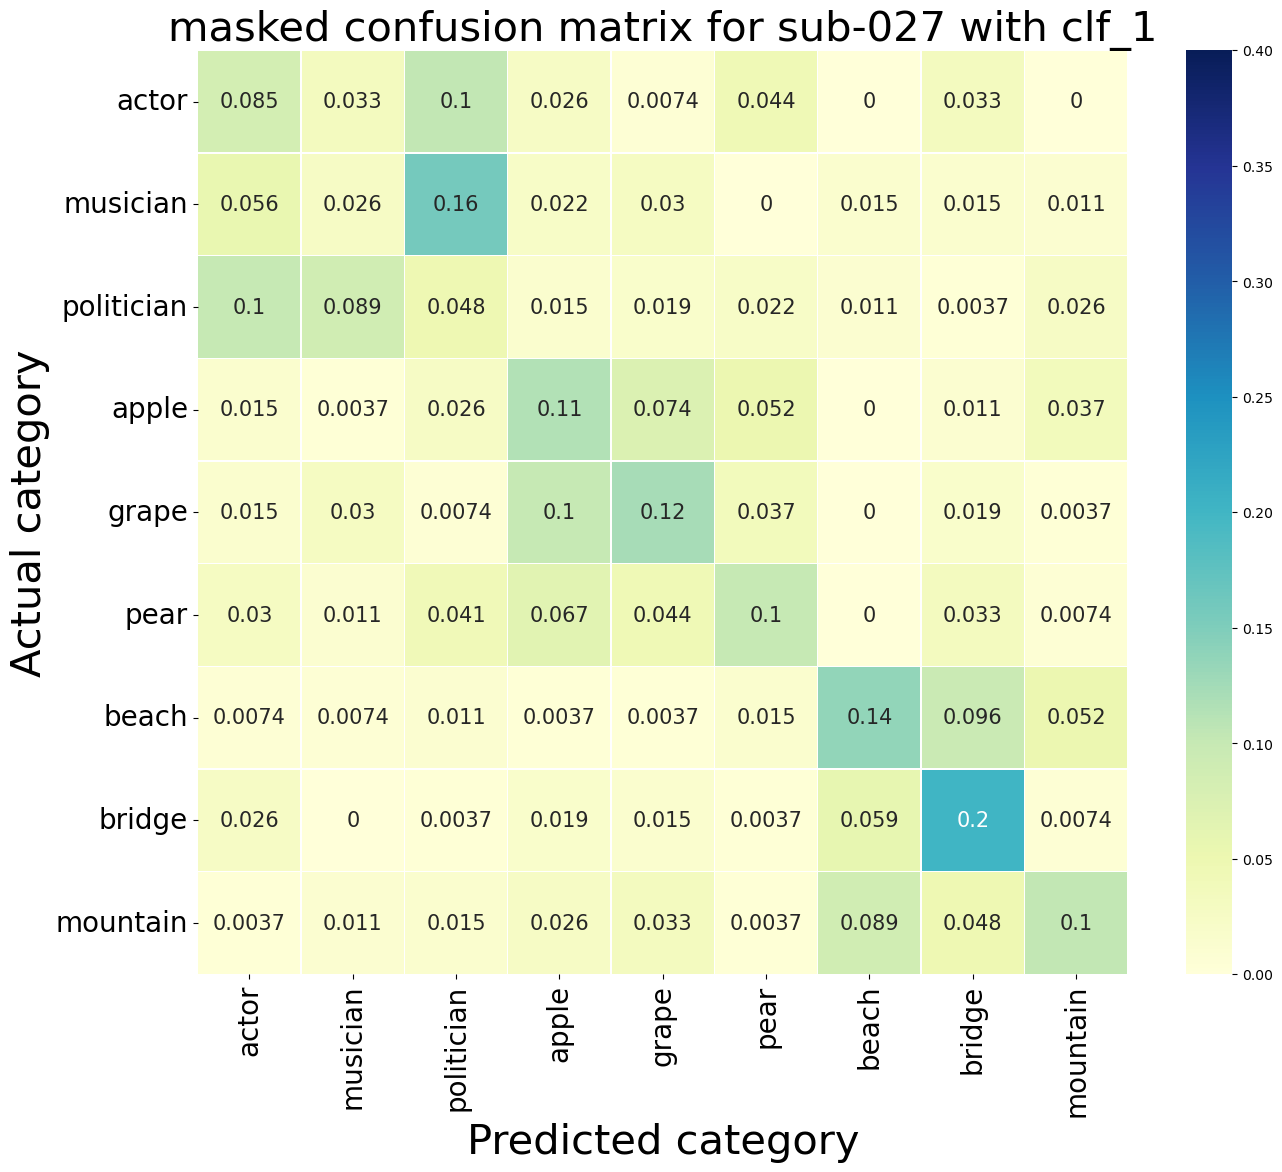 masked confusion matrix for sub-027 with clf_1
actor 0.085 0.033 0.1 0.026 0.0074 0.044 0 0.033 0
musician 0.056 0.026 0.16 0.022 0.03 0 0.015 0.015 0.011
politician 0.1 0.089 0.048 0.015 0.019 0.022 0.011 0.0037 0.026
apple 0.015 0.0037 0.026 0.11 0.074 0.052 0 0.011 0.037
grape 0.015 0.03 0.0074 0.1 0.12 0.037 0 0.019 0.0037
pear 0.03 0.011 0.041 0.067 0.044 0.1 0 0.033 0.0074
beach 0.0074 0.0074 0.011 0.0037 0.0037 0.015 0.14 0.096 0.052
bridge 0.026 0 0.0037 0.019 0.015 0.0037 0.059 0.2 0.0074
mountain 0.0037 0.011 0.015 0.026 0.033 0.0037 0.089 0.048 0.1
actor musician politician apple grape pear beach bridge mountain
Predicted category
Actual category
0.40
0.35
0.30
0.25
0.20
0.15
0.10
0.05
0.00